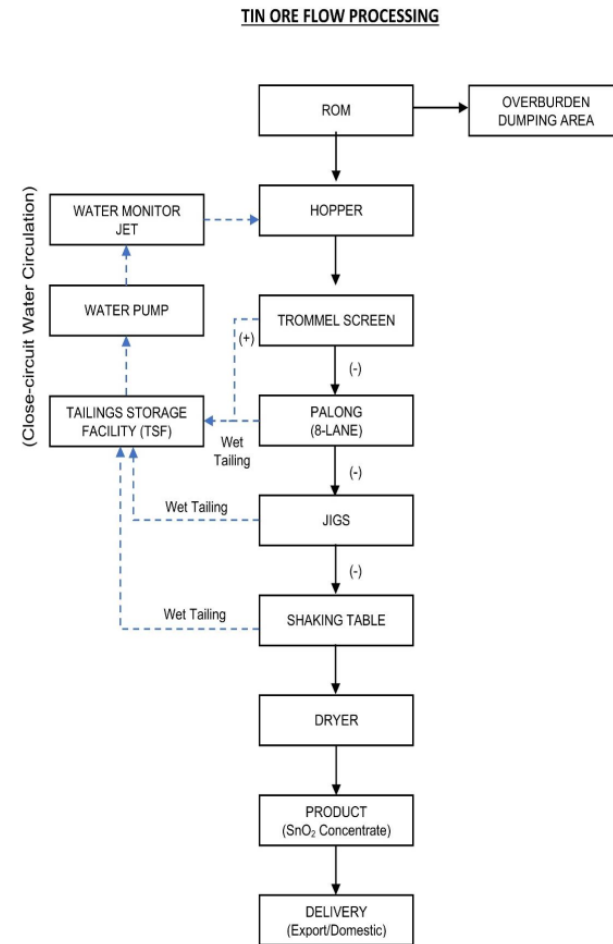 TIN ORE FLOW PROCESSING
ROM
OVERBURDEN
DUMPING AREA
WATER MONITOR
JET
HOPPER
(Close-circuit Water Circulation)
WATER PUMP
TROMMEL SCREEN
(+)
(-)
TAILINGS STORAGE
FACILITY (TSF)
PALONG
(8-LANE)
Wet
Tailing
(-)
Wet Tailing
JIGS
(-)
Wet Tailing
SHAKING TABLE
DRYER
PRODUCT
(SnO₂ Concentrate)
DELIVERY
(Export/Domestic)